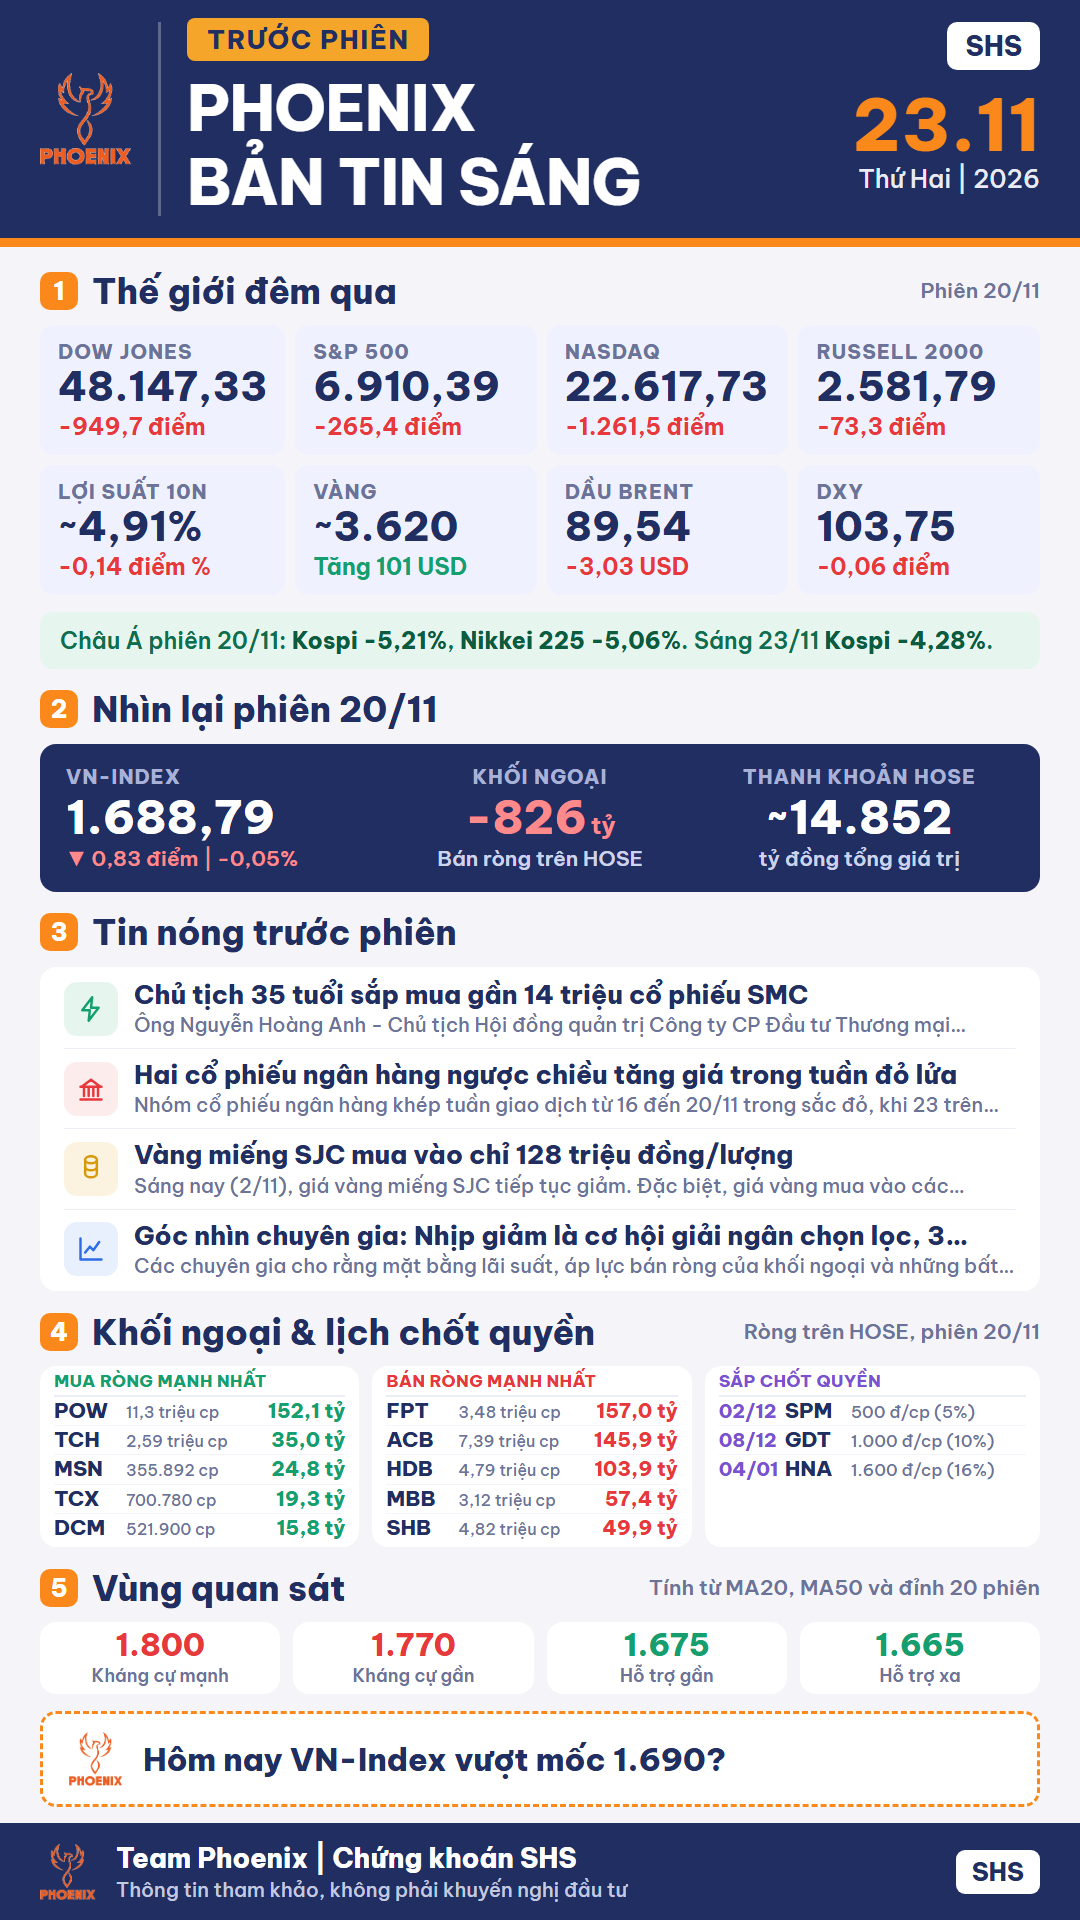 PHOENIX
TRƯỚC PHIÊN
PHOENIX
BẢN TIN SÁNG
SHS
23.11
Thứ Hai | 2026
1 Thế giới đêm qua
Phiên 20/11
DOW JONES
48.147,33
-949,7 điểm
S&P 500
6.910,39
-265,4 điểm
NASDAQ
22.617,73
-1.261,5 điểm
RUSSELL 2000
2.581,79
-73,3 điểm
LỢI SUẤT 10N
~4,91%
-0,14 điểm %
VÀNG
~3.620
Tăng 101 USD
DẦU BRENT
89,54
-3,03 USD
DXY
103,75
-0,06 điểm
Châu Á phiên 20/11: Kospi -5,21%, Nikkei 225 -5,06%. Sáng 23/11 Kospi -4,28%.
2 Nhìn lại phiên 20/11
VN-INDEX
1.688,79
▼ 0,83 điểm | -0,05%
KHỐI NGOẠI
-826 tỷ
Bán ròng trên HOSE
THANH KHOẢN HOSE
~14.852
tỷ đồng tổng giá trị
3 Tin nóng trước phiên
Chủ tịch 35 tuổi sắp mua gần 14 triệu cổ phiếu SMC
Ông Nguyễn Hoàng Anh - Chủ tịch Hội đồng quản trị Công ty CP Đầu tư Thương mại...
Hai cổ phiếu ngân hàng ngược chiều tăng giá trong tuần đỏ lửa
Nhóm cổ phiếu ngân hàng khép tuần giao dịch từ 16 đến 20/11 trong sắc đỏ, khi 23 trên...
Vàng miếng SJC mua vào chỉ 128 triệu đồng/lượng
Sáng nay (2/11), giá vàng miếng SJC tiếp tục giảm. Đặc biệt, giá vàng mua vào các...
Góc nhìn chuyên gia: Nhịp giảm là cơ hội giải ngân chọn lọc, 3...
Các chuyên gia cho rằng mặt bằng lãi suất, áp lực bán ròng của khối ngoại và những bất...
4 Khối ngoại & lịch chốt quyền
Ròng trên HOSE, phiên 20/11
MUA RÒNG MẠNH NHẤT
POW 11,3 triệu cp 152,1 tỷ
TCH 2,59 triệu cp 35,0 tỷ
MSN 355.892 cp 24,8 tỷ
TCX 700.780 cp 19,3 tỷ
DCM 521.900 cp 15,8 tỷ
BÁN RÒNG MẠNH NHẤT
FPT 3,48 triệu cp 157,0 tỷ
ACB 7,39 triệu cp 145,9 tỷ
HDB 4,79 triệu cp 103,9 tỷ
MBB 3,12 triệu cp 57,4 tỷ
SHB 4,82 triệu cp 49,9 tỷ
SẮP CHỐT QUYỀN
02/12 SPM 500 đ/cp (5%)
08/12 GDT 1.000 đ/cp (10%)
04/01 HNA 1.600 đ/cp (16%)
5 Vùng quan sát
Tính từ MA20, MA50 và đỉnh 20 phiên
1.800
Kháng cự mạnh
1.770
Kháng cự gần
1.675
Hỗ trợ gần
1.665
Hỗ trợ xa
PHOENIX
Hôm nay VN-Index vượt mốc 1.690?
PHOENIX
Team Phoenix | Chứng khoán SHS
Thông tin tham khảo, không phải khuyến nghị đầu tư
SHS